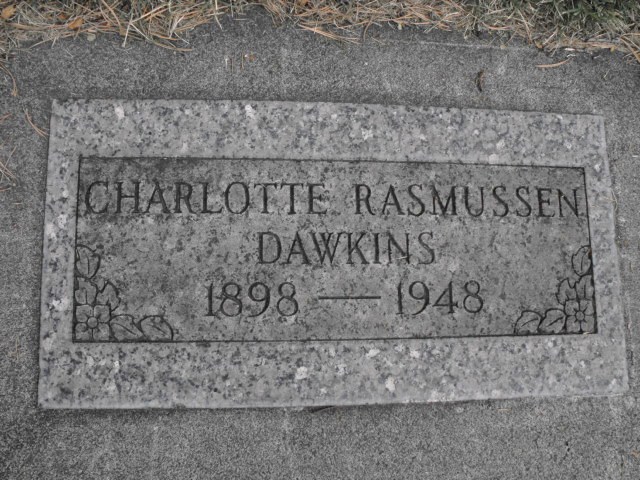 CHARLOTTE RASMUSSEN
DAWKINS
1898 — 1948